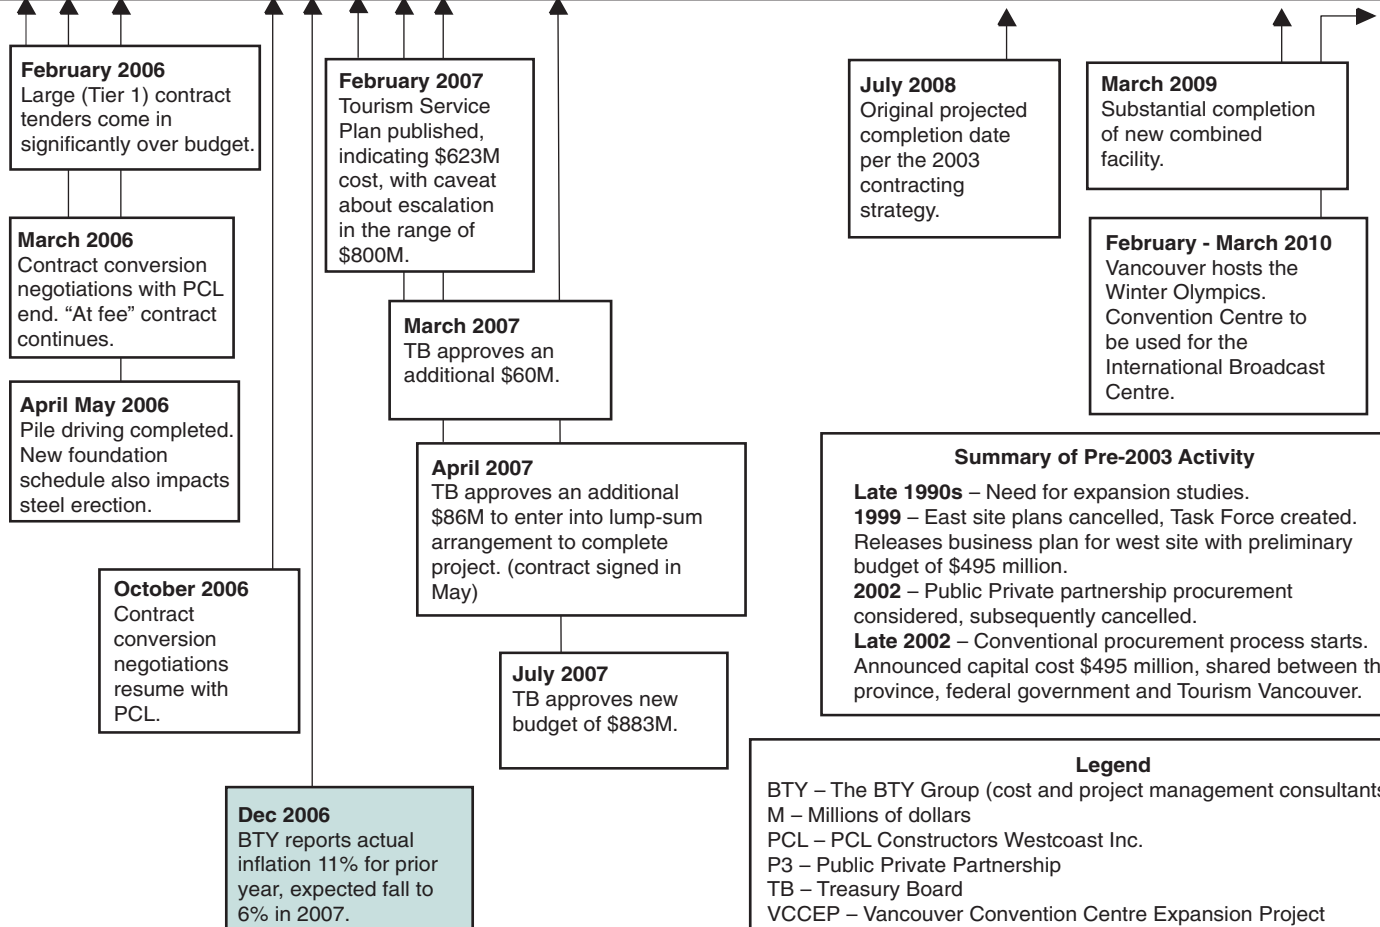 February 2006
Large (Tier 1) contract
tenders come in
significantly over budget.
March 2006
Contract conversion
negotiations with PCL
end. “At fee” contract
continues.
April May 2006
Pile driving completed.
New foundation
schedule also impacts
steel erection.
October 2006
Contract
conversion
negotiations
resume with
PCL.
Dec 2006
BTY reports actual
inflation 11% for prior
year, expected fall to
6% in 2007.
February 2007
Tourism Service
Plan published,
indicating $623M
cost, with caveat
about escalation
in the range of
$800M.
March 2007
TB approves an
additional $60M.
April 2007
TB approves an additional
$86M to enter into lump-sum
arrangement to complete
project. (contract signed in
May)
July 2007
TB approves new
budget of $883M.
July 2008
Original projected
completion date
per the 2003
contracting
strategy.
March 2009
Substantial completion
of new combined
facility.
February - March 2010
Vancouver hosts the
Winter Olympics.
Convention Centre to
be used for the
International Broadcast
Centre.
Summary of Pre-2003 Activity
Late 1990s – Need for expansion studies.
1999 – East site plans cancelled, Task Force created.
Releases business plan for west site with preliminary
budget of $495 million.
2002 – Public Private partnership procurement
considered, subsequently cancelled.
Late 2002 – Conventional procurement process starts.
Announced capital cost $495 million, shared between th
province, federal government and Tourism Vancouver.
Legend
BTY – The BTY Group (cost and project management consultants
M – Millions of dollars
PCL – PCL Constructors Westcoast Inc.
P3 – Public Private Partnership
TB – Treasury Board
VCCEP – Vancouver Convention Centre Expansion Project